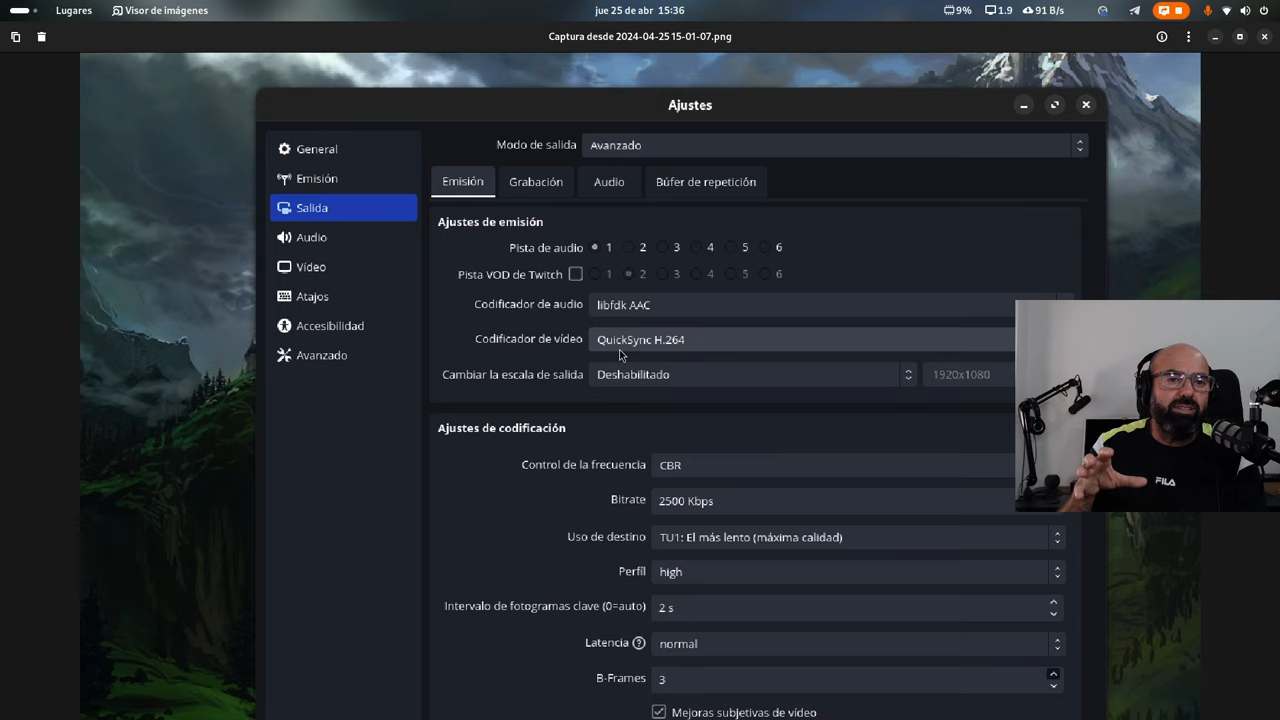 Lugares Visor de imágenes jue 25 de abr 15:36 9% 1.9 91 B/s
Captura desde 2024-04-25 15-01-07.png
Ajustes
Modo de salida Avanzado
General
Emisión
Salida
Audio
Vídeo
Atajos
Accesibilidad
Avanzado
Emisión Grabación Audio Búfer de repetición
Ajustes de emisión
Pista de audio 1 2 3 4 5 6
Pista VOD de Twitch 1 2 3 4 5 6
Codificador de audio libfdk AAC
Codificador de vídeo QuickSync H.264
Cambiar la escala de salida Deshabilitado 1920x1080
Ajustes de codificación
Control de la frecuencia CBR
Bitrate 2500 Kbps
Uso de destino TU1: El más lento (máxima calidad)
Perfil high
Intervalo de fotogramas clave (0=auto) 2 s
Latencia normal
B-Frames 3
Mejoras subjetivas de vídeo
FILA